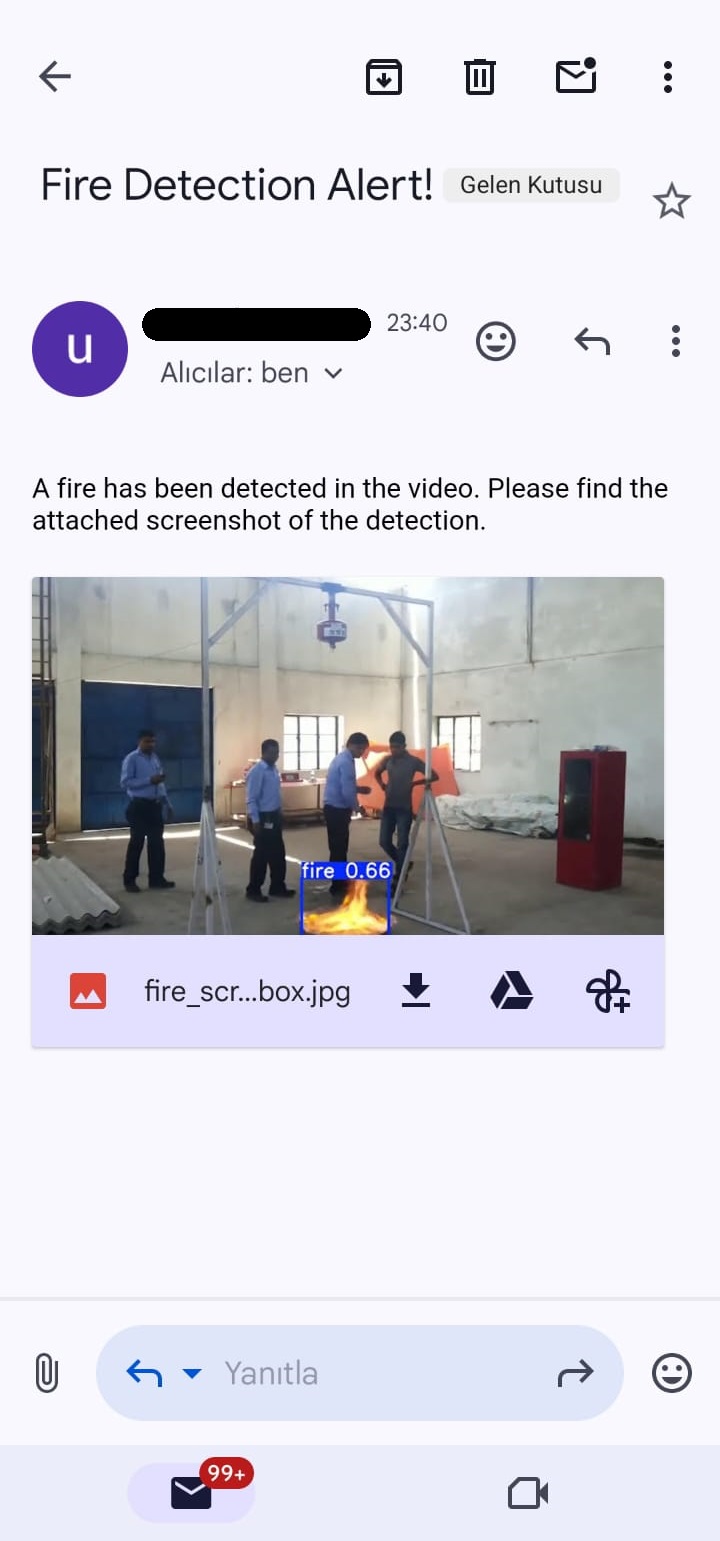 Fire Detection Alert! Gelen Kutusu
u
23:40
Alıcılar: ben
A fire has been detected in the video. Please find the
attached screenshot of the detection.
fire 0.66
fire_scr...box.jpg
Yanıtla
99+